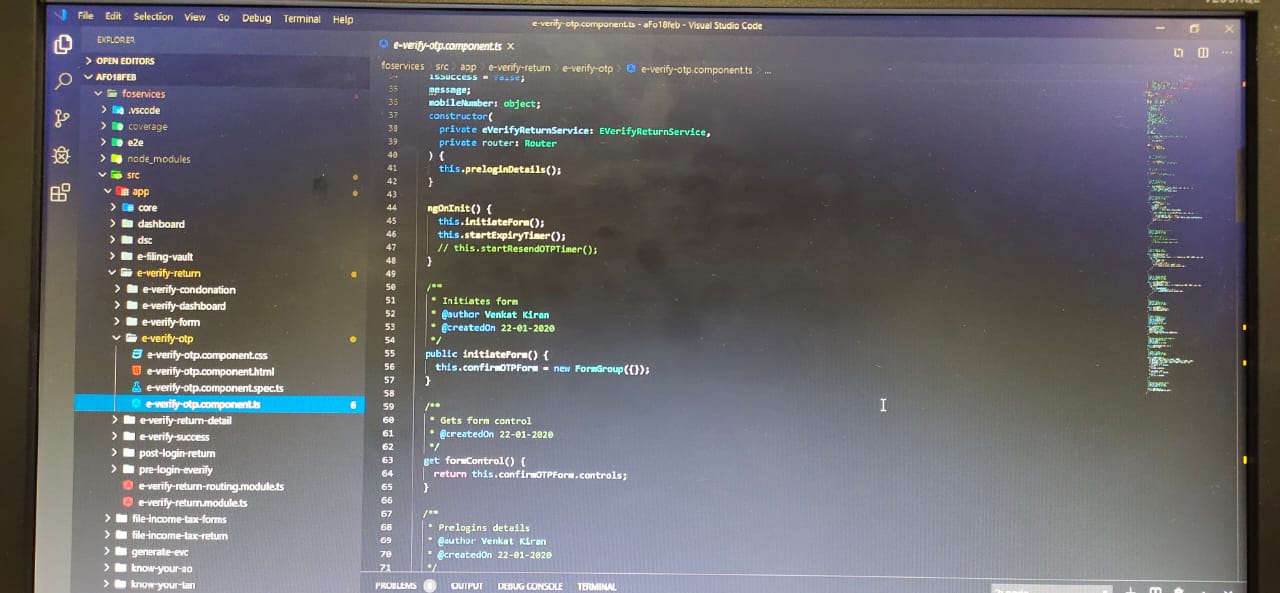 File Edit Selection View Go Debug Terminal Help
e-verify-otp.component.ts - aFo18feb - Visual Studio Code
EXPLORER
OPEN EDITORS
AFO18FEB
foservices
.vscode
coverage
e2e
node_modules
src
app
core
dashboard
dsc
e-filing-vault
e-verify-return
e-verify-condonation
e-verify-dashboard
e-verify-form
e-verify-otp
e-verify-otp.component.css
e-verify-otp.component.html
e-verify-otp.component.spec.ts
e-verify-otp.component.ts 6
e-verify-return-detail
e-verify-success
post-login-return
pre-login-everify
e-verify-return-routing.module.ts
e-verify-return.module.ts
file-income-tax-forms
file-income-tax-return
generate-evc
know-your-ao
know-your-tan
e-verify-otp.component.ts ×
foservices src app e-verify-return e-verify-otp e-verify-otp.component.ts ...
34 isSuccess = false;
35 message;
36 mobileNumber: object;
37 constructor(
38 private eVerifyReturnService: EVerifyReturnService,
39 private router: Router
40 ) {
41 this.preloginDetails();
42 }
43
44 ngOnInit() {
45 this.initiateForm();
46 this.startExpiryTimer();
47 // this.startResendOTPTimer();
48 }
49
50 /**
51 * Initiates form
52 * @author Venkat Kiran
53 * @createdOn 22-01-2020
54 */
55 public initiateForm() {
56 this.confirmOTPForm = new FormGroup({});
57 }
58
59 /**
60 * Gets form control
61 * @createdOn 22-01-2020
62 */
63 get formControl() {
64 return this.confirmOTPForm.controls;
65 }
66
67 /**
68 * Prelogins details
69 * @author Venkat Kiran
70 * @createdOn 22-01-2020
71 */
PROBLEMS OUTPUT DEBUG CONSOLE TERMINAL